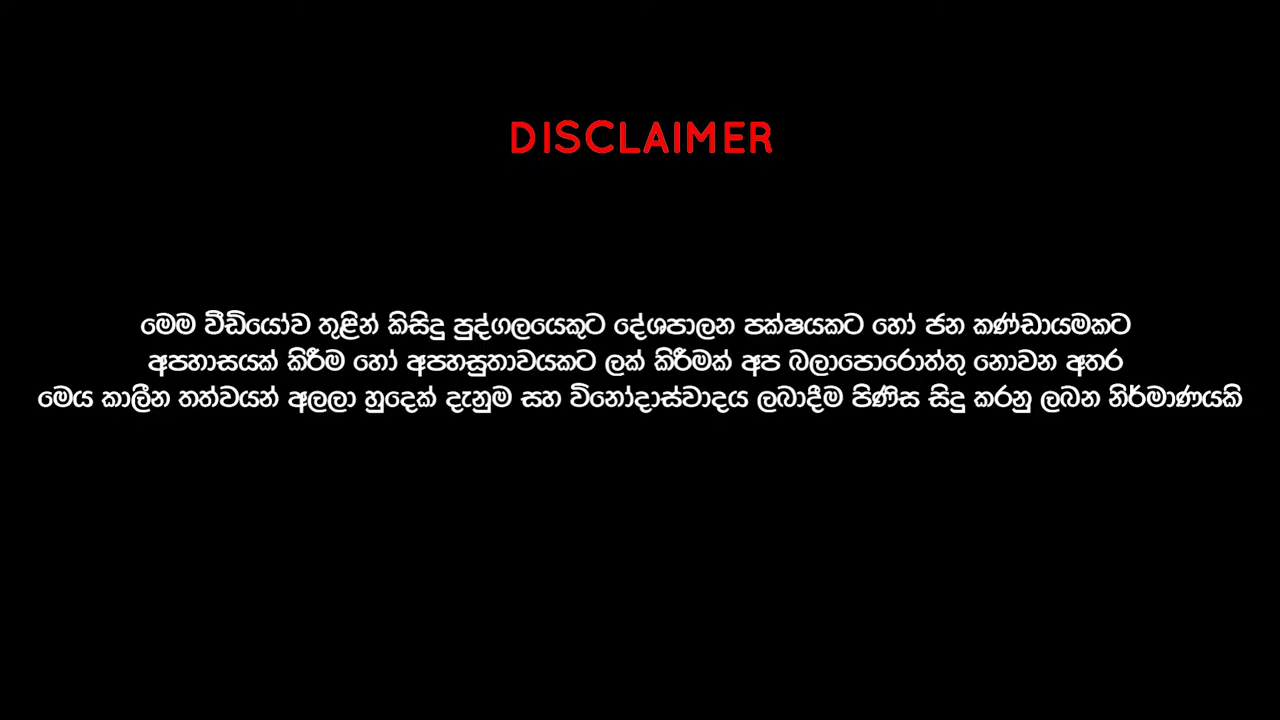 DISCLAIMER
මෙම වීඩියෝව තුළින් කිසිදු පුද්ගලයෙකුට දේශපාලන පක්ෂයකට හෝ ජන කණ්ඩායමකට
අපහාසයක් කිරීම හෝ අපහසුතාවයකට ලක් කිරීමක් අප බලාපොරොත්තු නොවන අතර
මෙය කාලීන තත්වයන් අලලා හුදෙක් දැනුම සහ විනෝදාස්වාදය ලබාදීම පිණිස සිදු කරනු ලබන නිර්මාණයකි